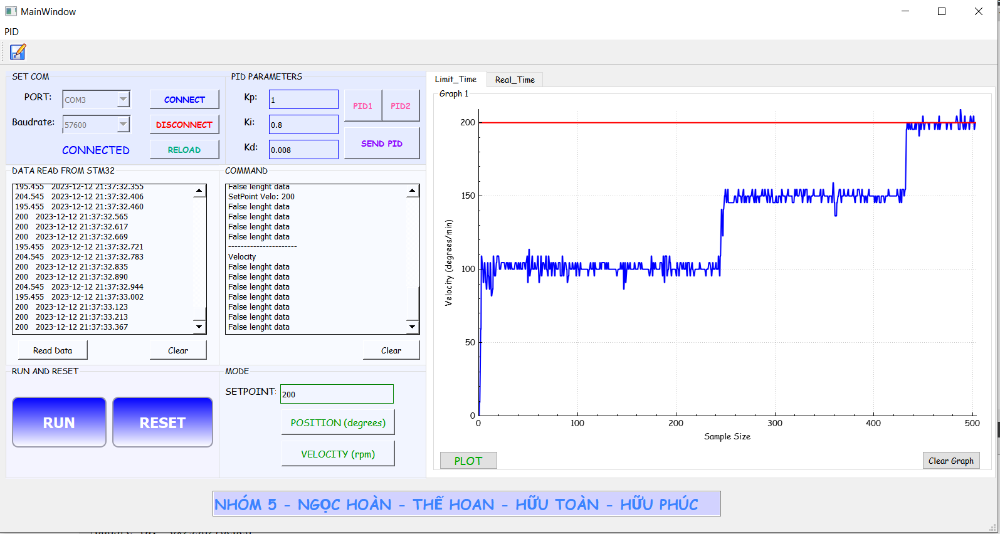 MainWindow
PID
SET COM
PORT:
COM3
CONNECT
Baudrate:
57600
DISCONNECT
CONNECTED
RELOAD
PID PARAMETERS
Kp:
1
PID1
PID2
Ki:
0.8
Kd:
0.008
SEND PID
DATA READ FROM STM32
195.455 2023-12-12 21:37:32.355
204.545 2023-12-12 21:37:32.406
195.455 2023-12-12 21:37:32.460
200 2023-12-12 21:37:32.565
200 2023-12-12 21:37:32.617
200 2023-12-12 21:37:32.669
195.455 2023-12-12 21:37:32.721
204.545 2023-12-12 21:37:32.783
200 2023-12-12 21:37:32.835
200 2023-12-12 21:37:32.890
204.545 2023-12-12 21:37:32.944
195.455 2023-12-12 21:37:33.002
200 2023-12-12 21:37:33.123
200 2023-12-12 21:37:33.213
200 2023-12-12 21:37:33.367
Read Data
Clear
COMMAND
False lenght data
SetPoint Velo: 200
False lenght data
False lenght data
False lenght data
False lenght data
----------------------
Velocity
False lenght data
False lenght data
False lenght data
False lenght data
False lenght data
False lenght data
False lenght data
Clear
RUN AND RESET
RUN
RESET
MODE
SETPOINT:
200
POSITION (degrees)
VELOCITY (rpm)
Limit_Time
Real_Time
Graph 1
200
150
100
50
0
Velocity (degrees/min)
0
100
200
300
400
500
Sample Size
PLOT
Clear Graph
NHÓM 5 - NGỌC HOÀN - THẾ HOAN - HỮU TOÀN - HỮU PHÚC